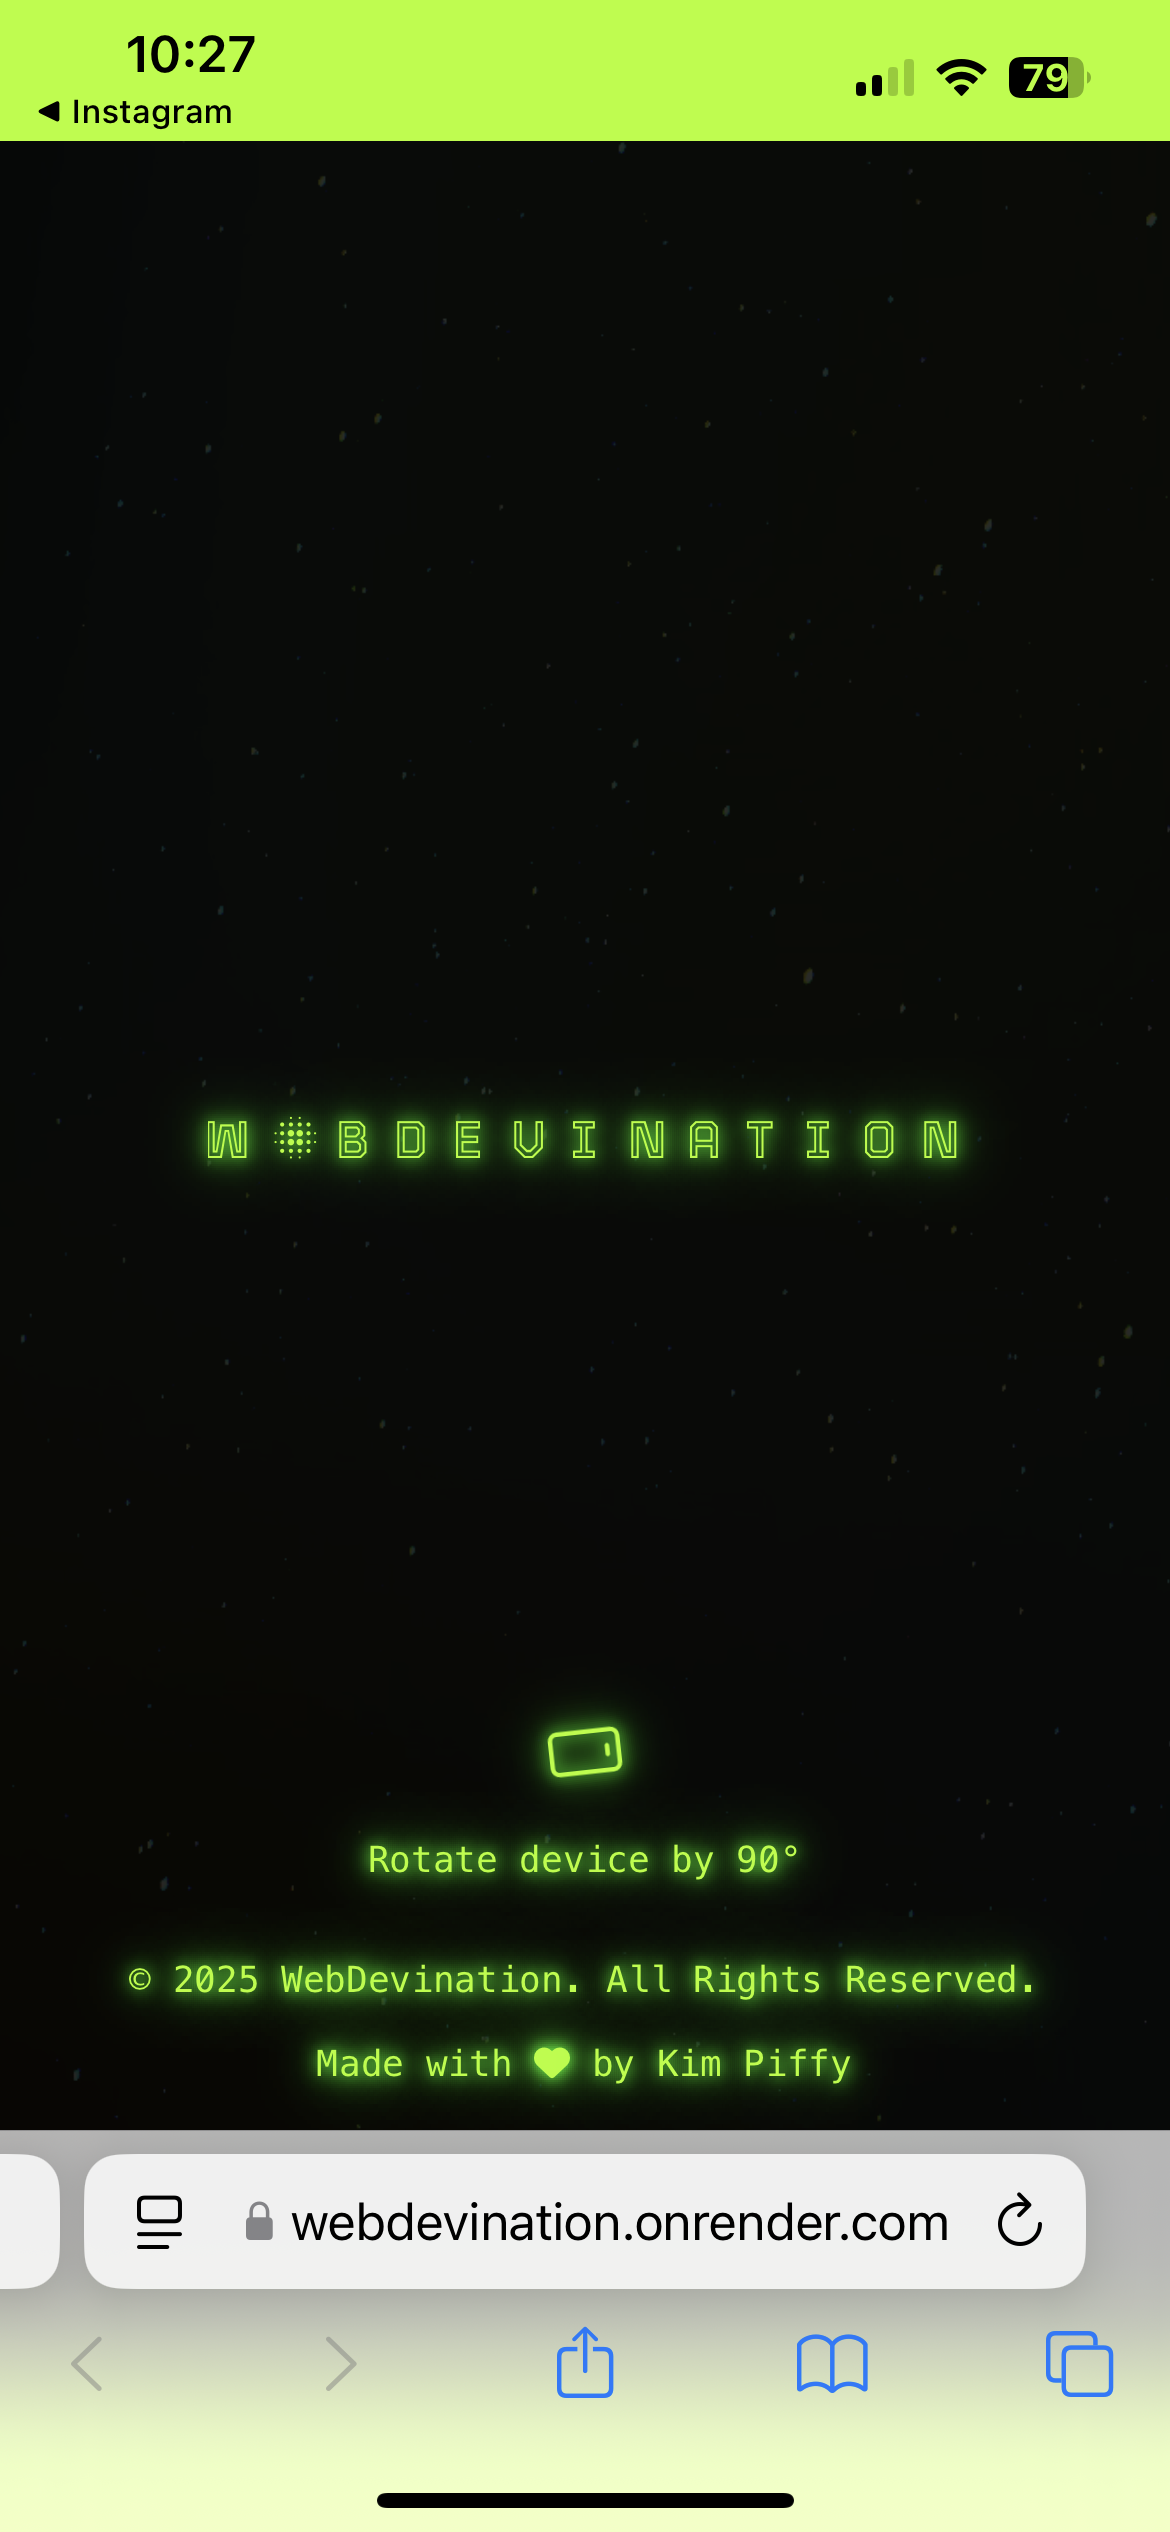 10:27
79
◀ Instagram
W BDEVINATION
Rotate device by 90°
© 2025 WebDevination. All Rights Reserved.
Made with ♥ by Kim Piffy
webdevination.onrender.com